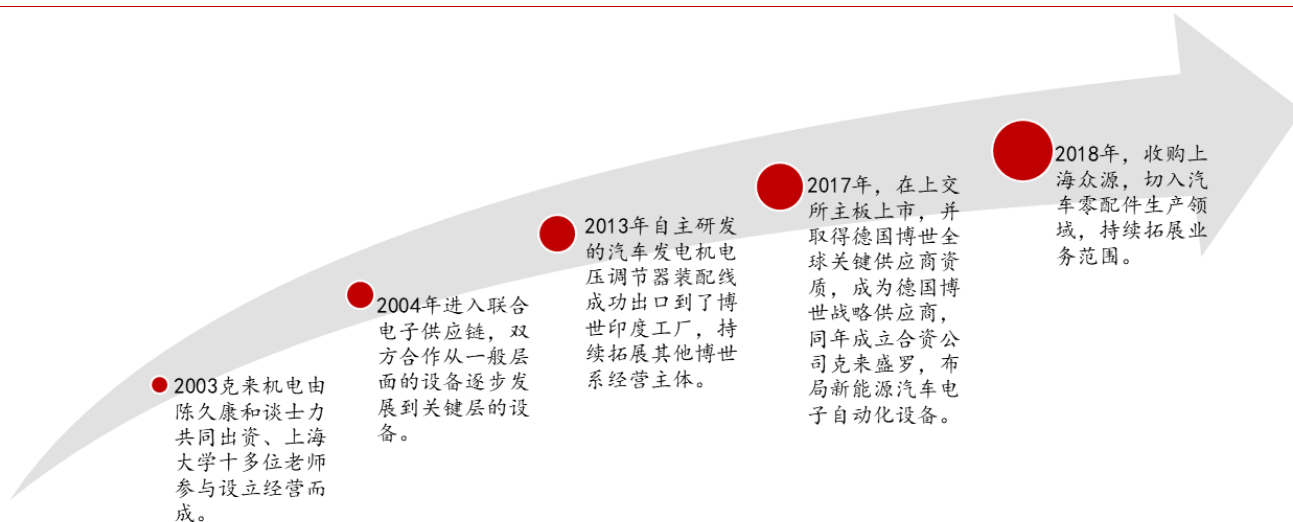 2003克来机电由
陈久康和谈士力
共同出资、上海
大学十多位老师
参与设立经营而
成。
2004年进入联合
电子供应链，双
方合作从一般层
面的设备逐步发
展到关键层的设
备。
2013年自主研发
的汽车发电机电
压调节器装配线
成功出口到了博
世印度工厂，持
续拓展其他博世
系经营主体。
2017年，在上交
所主板上市，并
取得德国博世全
球关键供应商资
质，成为德国博
世战略供应商，
同年成立合资公
司克来盛罗，布
局新能源汽车电
子自动化设备。
2018年，收购上
海众源，切入汽
车零配件生产领
域，持续拓展业
务范围。